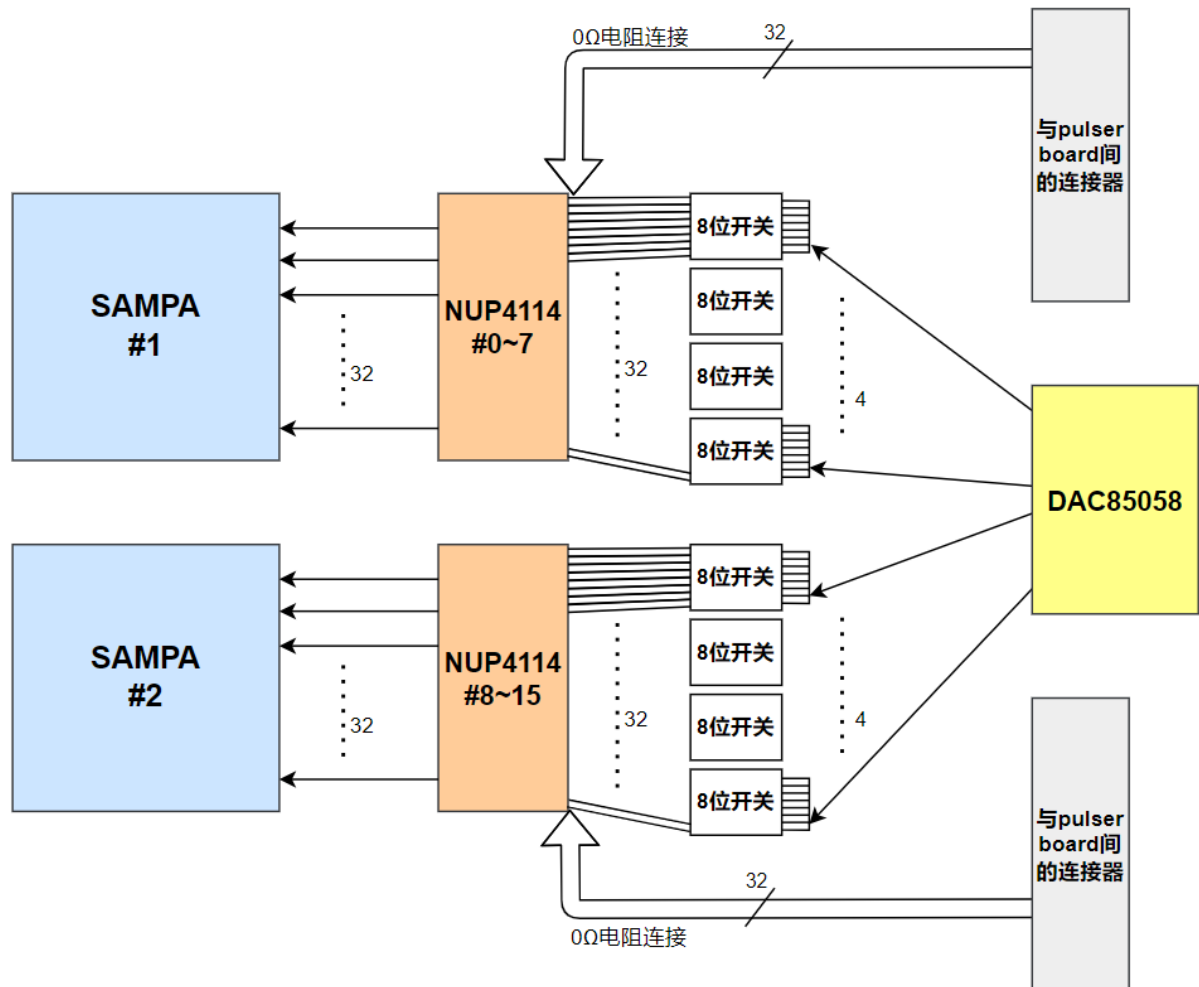 0Ω电阻连接
32
与pulser
board间
的连接器
SAMPA
#1
32
NUP4114
#0~7
32
8位开关
8位开关
8位开关
8位开关
4
DAC85058
SAMPA
#2
32
NUP4114
#8~15
32
8位开关
8位开关
8位开关
8位开关
4
与pulser
board间
的连接器
32
0Ω电阻连接